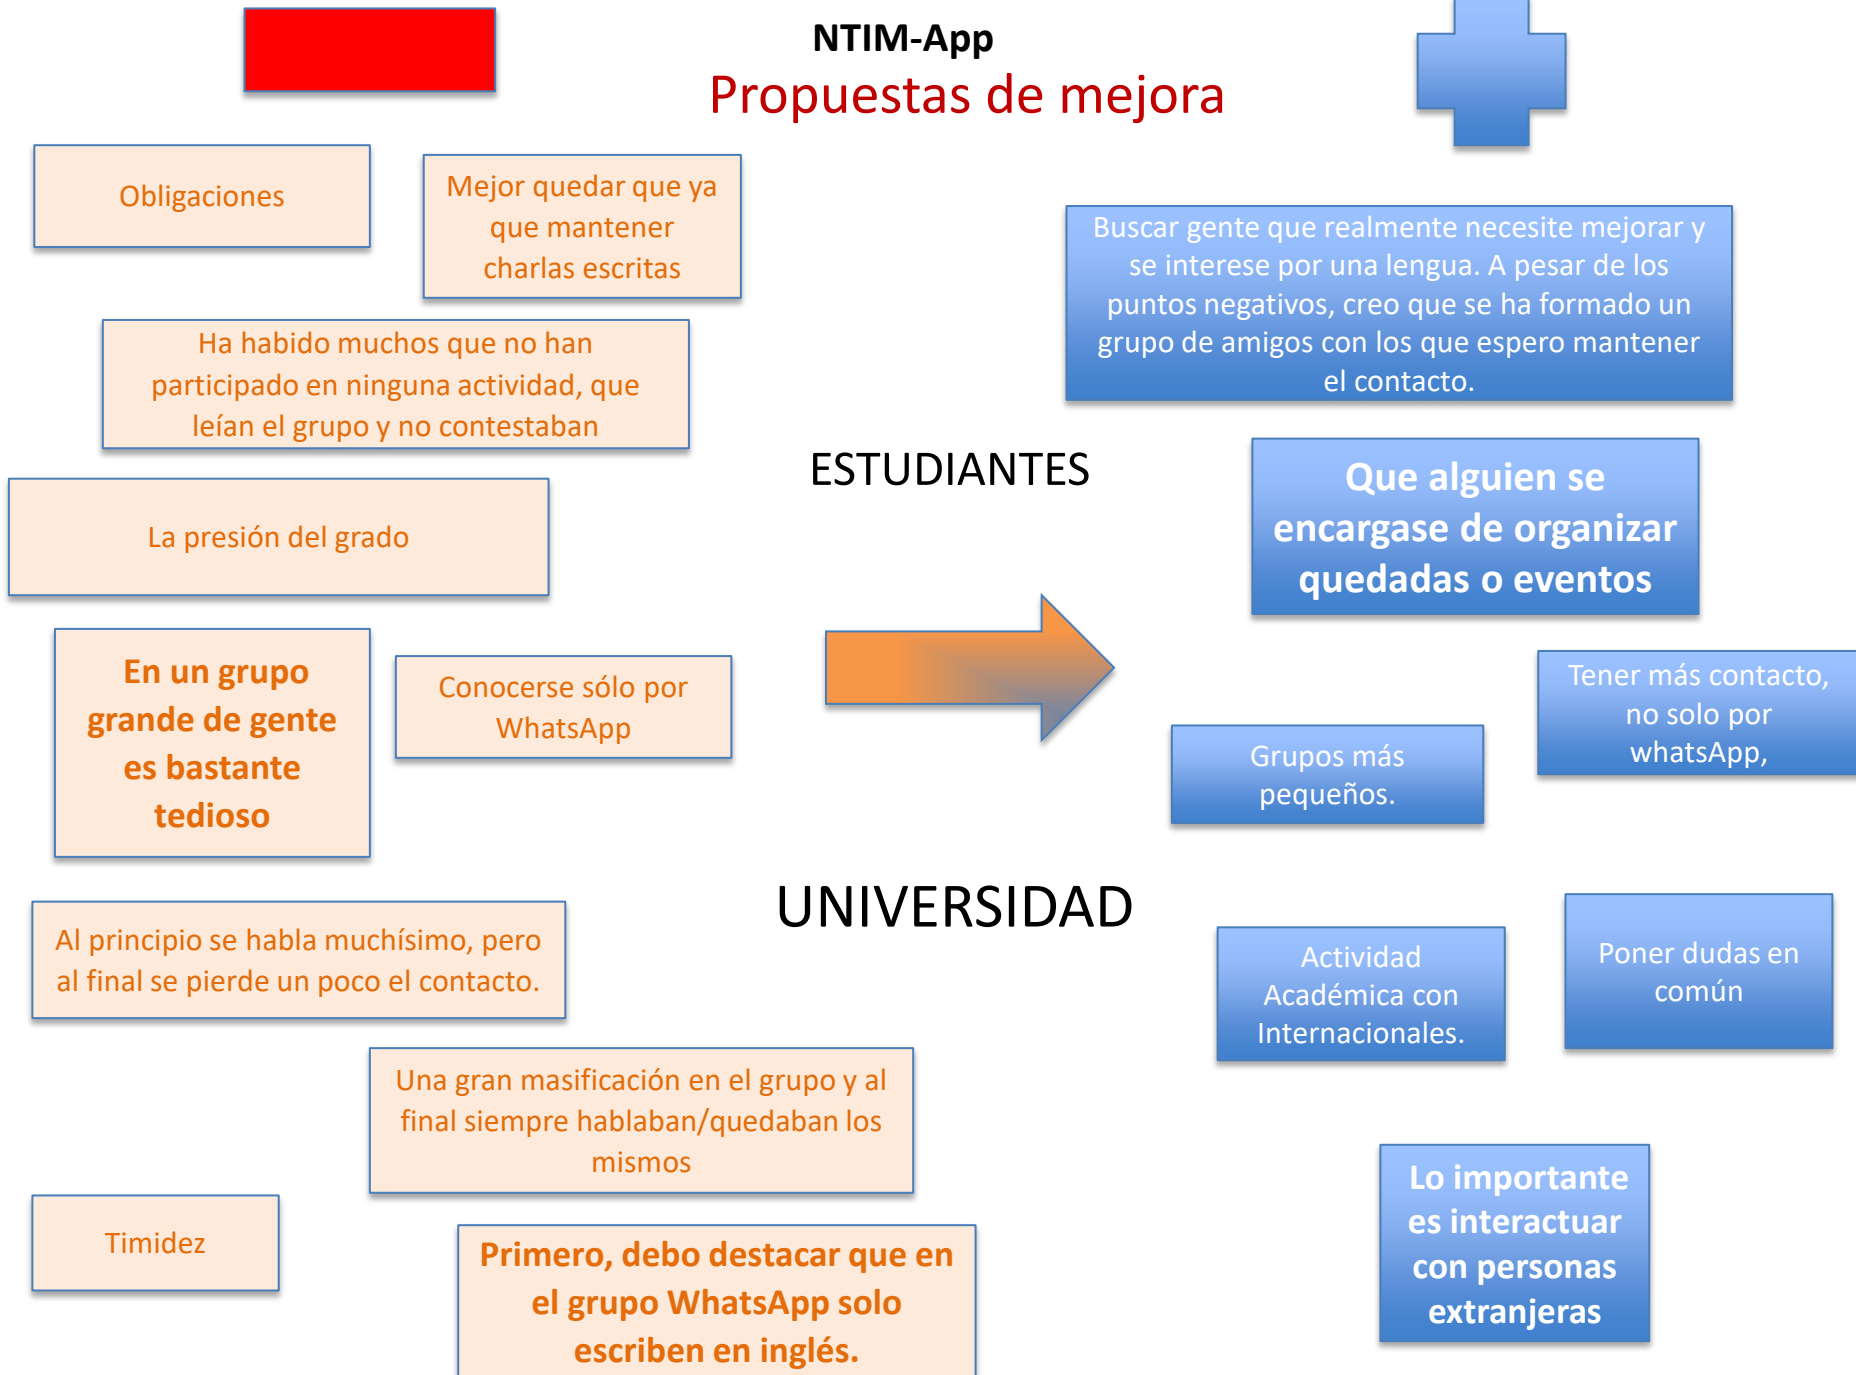 NTIM-App
Propuestas de mejora
Obligaciones
Mejor quedar que ya
que mantener
charlas escritas
Ha habido muchos que no han
participado en ninguna actividad, que
leían el grupo y no contestaban
La presión del grado
En un grupo
grande de gente
es bastante
tedioso
Conocerse sólo por
WhatsApp
Al principio se habla muchísimo, pero
al final se pierde un poco el contacto.
Una gran masificación en el grupo y al
final siempre hablaban/quedaban los
mismos
Timidez
Primero, debo destacar que en
el grupo WhatsApp solo
escriben en inglés.
ESTUDIANTES
UNIVERSIDAD
Buscar gente que realmente necesite mejorar y
se interese por una lengua. A pesar de los
puntos negativos, creo que se ha formado un
grupo de amigos con los que espero mantener
el contacto.
Que alguien se
encargase de organizar
quedadas o eventos
Tener más contacto,
no solo por
whatsApp,
Grupos más
pequeños.
Actividad
Académica con
Internacionales.
Poner dudas en
común
Lo importante
es interactuar
con personas
extranjeras